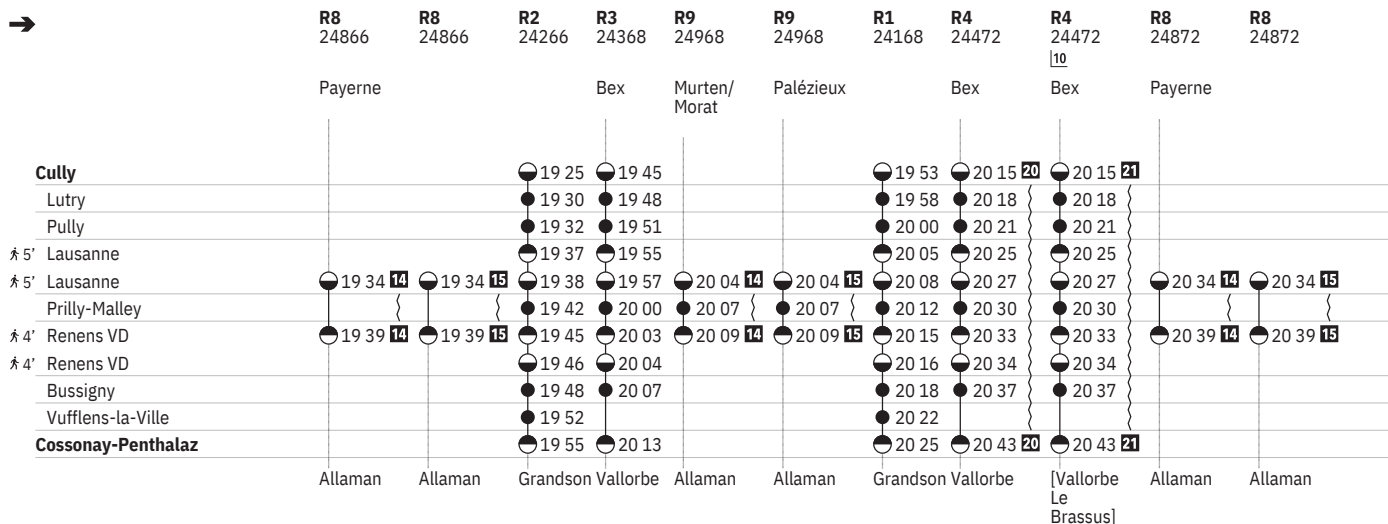 ➔ R8 R8 R2 R3 R9 R9 R1 R4 R4 R8 R8
24866 24866 24266 24368 24968 24968 24168 24472 24472 24872 24872
10
Payerne Bex Murten/ Palézieux Bex Bex Payerne
Morat
Cully 19 25 19 45 19 53 20 15 20 20 15 21
Lutry 19 30 19 48 19 58 20 18 20 18
Pully 19 32 19 51 20 00 20 21 20 21
5' Lausanne 19 37 19 55 20 05 20 25 20 25
5' Lausanne 19 34 14 19 34 15 19 38 19 57 20 04 14 20 04 15 20 08 20 27 20 27 20 34 14 20 34 15
Prilly-Malley 19 42 20 00 20 07 20 07 20 12 20 30 20 30
4' Renens VD 19 39 14 19 39 15 19 45 20 03 20 09 14 20 09 15 20 15 20 33 20 33 20 39 14 20 39 15
4' Renens VD 19 46 20 04 20 16 20 34 20 34
Bussigny 19 48 20 07 20 18 20 37 20 37
Vufflens-la-Ville 19 52 20 22
Cossonay-Penthalaz 19 55 20 13 20 25 20 43 20 20 43 21
Allaman Allaman Grandson Vallorbe Allaman Allaman Grandson Vallorbe [Vallorbe Allaman Allaman
Le
Brassus]